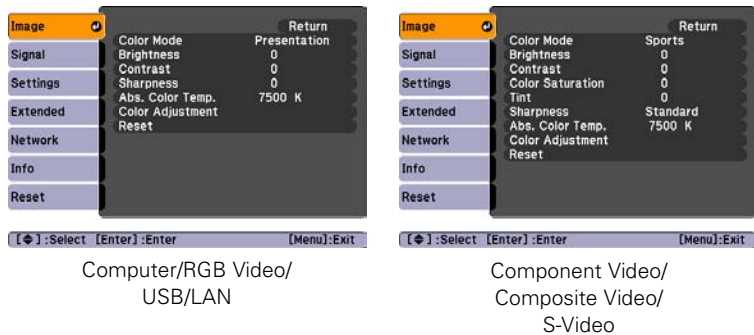 Image
Signal
Settings
Extended
Network
Info
Reset
Return
Color Mode Presentation
Brightness 0
Contrast 0
Sharpness 0
Abs. Color Temp. 7500 K
Color Adjustment
Reset
[ ] :Select [Enter] :Enter [Menu]:Exit
Computer/RGB Video/
USB/LAN
Image
Signal
Settings
Extended
Network
Info
Reset
Return
Color Mode Sports
Brightness 0
Contrast 0
Color Saturation 0
Tint 0
Sharpness Standard
Abs. Color Temp. 7500 K
Color Adjustment
Reset
[ ] :Select [Enter] :Enter [Menu]:Exit
Component Video/
Composite Video/
S-Video